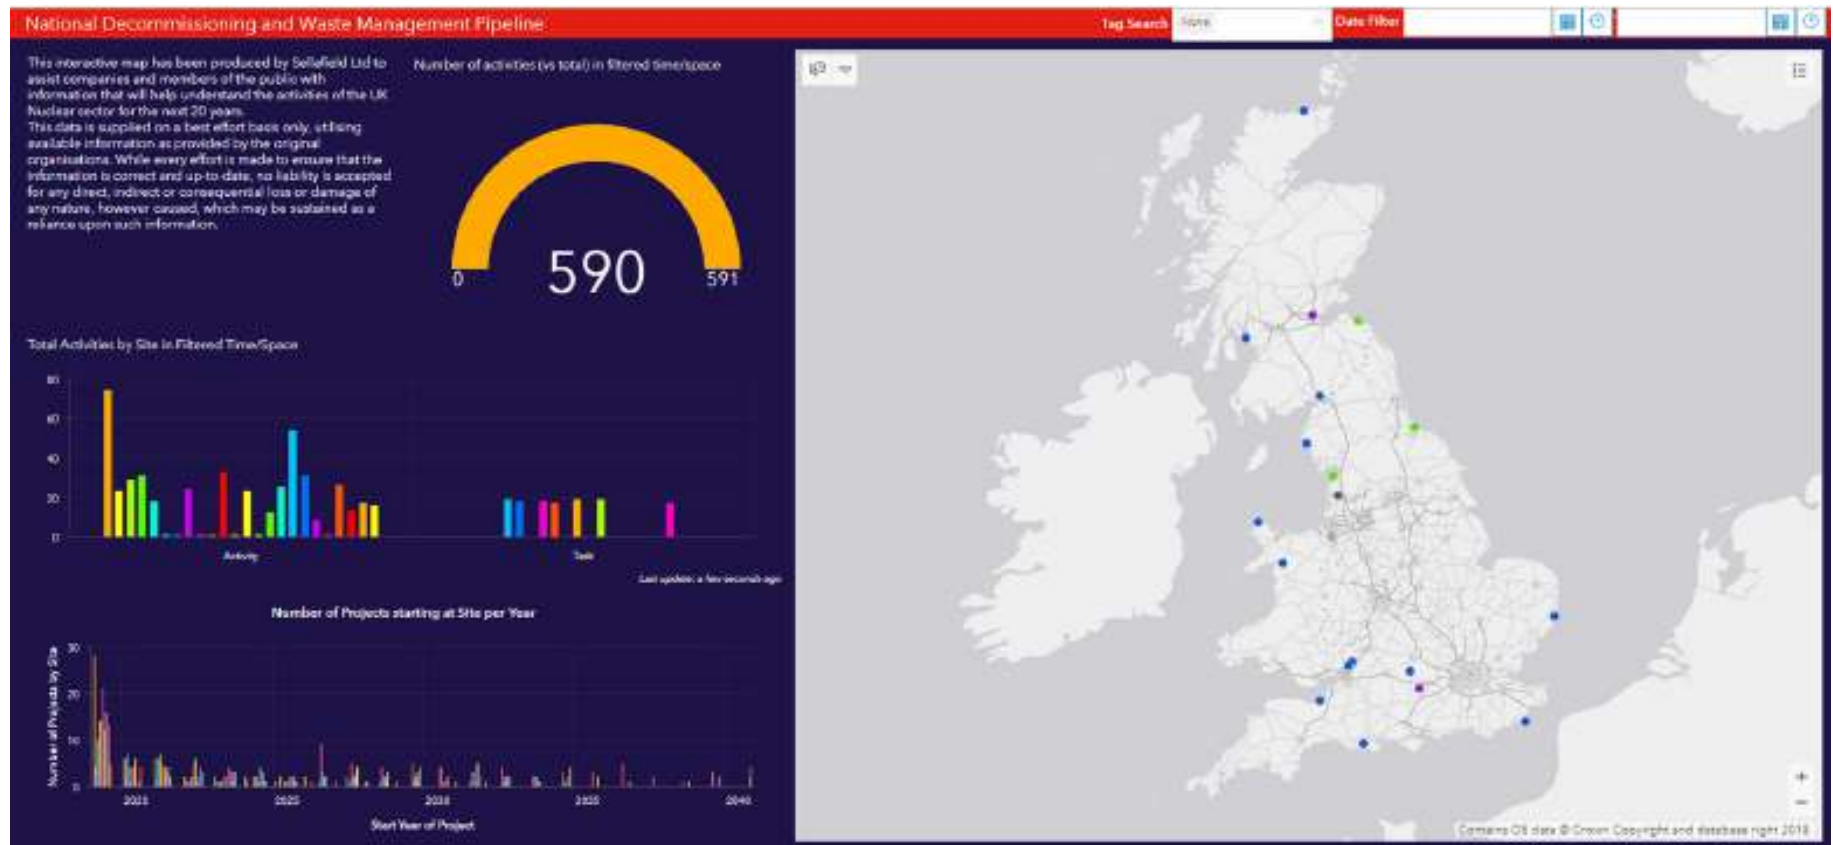 National Decommissioning and Waste Management Pipeline
Tag Search None Date Filter
This interactive map has been produced by Sellafield Ltd to
assist companies and members of the public with
information that will help understand the activities of the UK
Nuclear sector for the next 20 years.
This data is supplied on a best effort basis only, utilising
available information as provided by the original
organisations. While every effort is made to ensure that the
information is correct and up-to-date, no liability is accepted
for any direct, indirect or consequential loss or damage of
any nature, however caused, which may be sustained as a
reliance upon such information.
Number of activities (vs total) in filtered time/space
590
0
591
Total Activities by Site in Filtered Time/Space
80
60
40
20
0
Activity
Task
Last update: a few seconds ago
Number of Projects starting at Site per Year
Number of Projects by Site
30
20
10
0
2020
2025
2030
2035
2040
Start Year of Project
+
−
Contains OS data © Crown Copyright and database right 2018